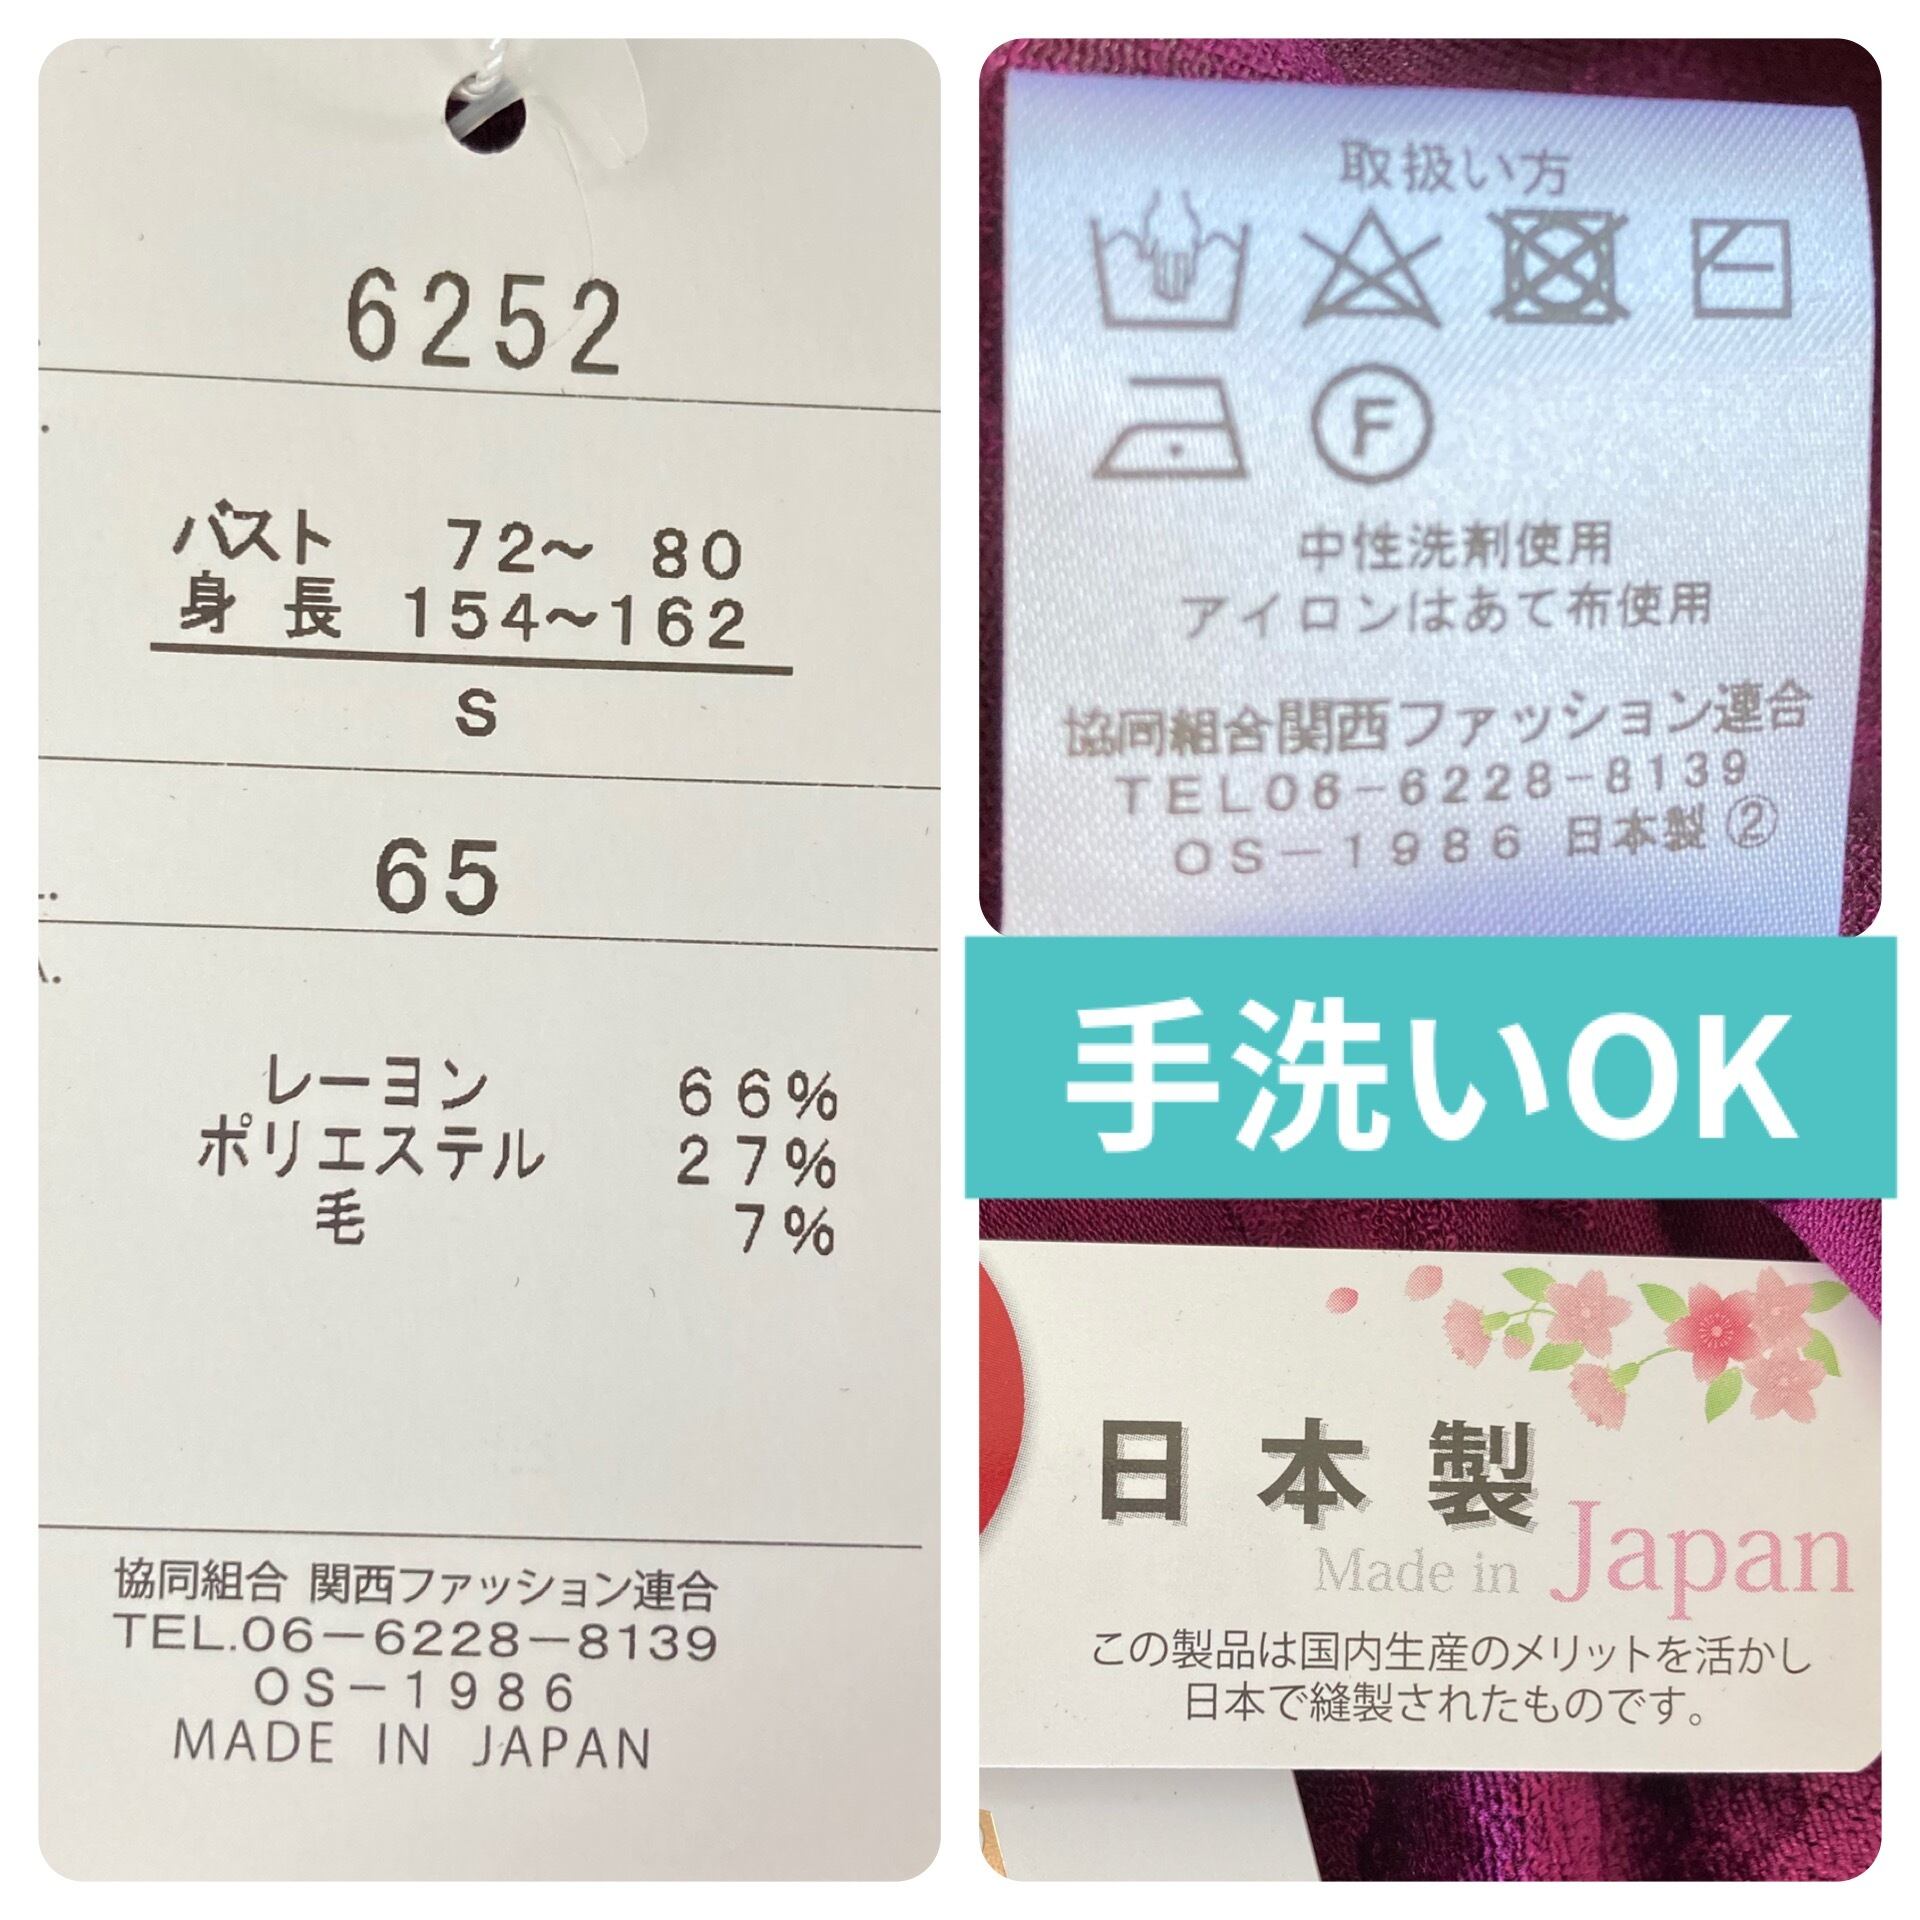 6252
バスト 72～ 80
身 長 154～162
S
65
レーヨン 66%
ポリエステル 27%
毛 7%
協同組合 関西ファッション連合
TEL.06－6228－8139
OS－1986
MADE IN JAPAN
取扱い方
F
中性洗剤使用
アイロンはあて布使用
協同組合関西ファッション連合
TEL06－6228－8139
OS－1986 日本製②
手洗いOK
日本製
Made in Japan
この製品は国内生産のメリットを活かし
日本で縫製されたものです。